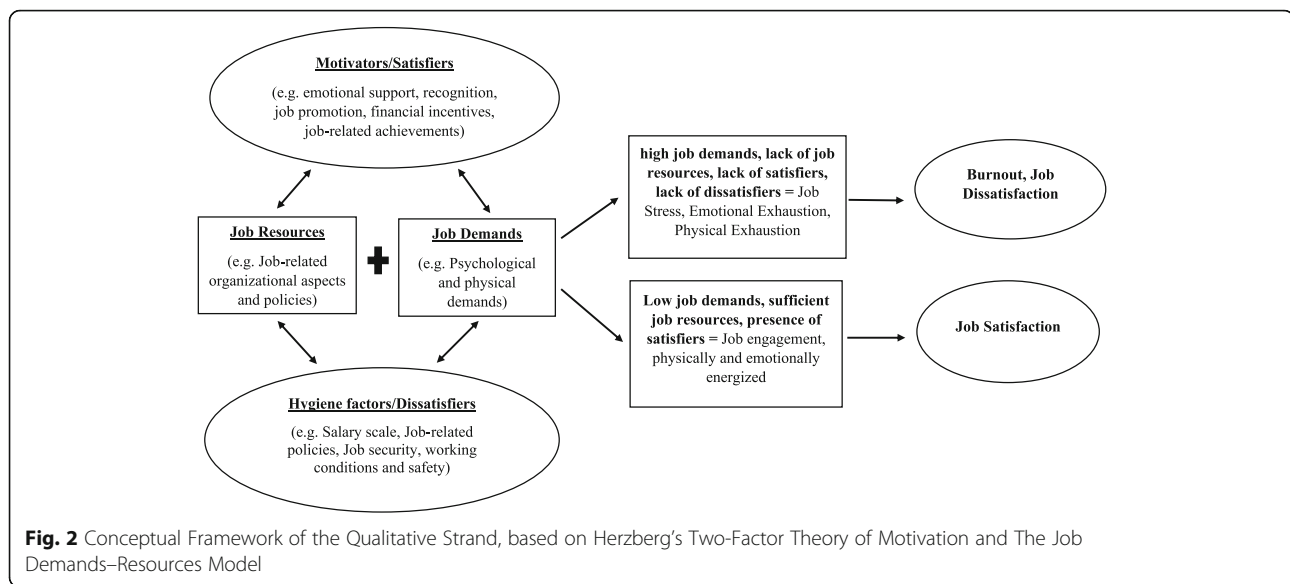 Motivators/Satisfiers
(e.g. emotional support, recognition,
job promotion, financial incentives,
job-related achievements)
Job Resources
(e.g. Job-related
organizational aspects
and policies)
Job Demands
(e.g. Psychological
and physical
demands)
Hygiene factors/Dissatisfiers
(e.g. Salary scale, Job-related
policies, Job security, working
conditions and safety)
high job demands, lack of job
resources, lack of satisfiers,
lack of dissatisfiers = Job
Stress, Emotional Exhaustion,
Physical Exhaustion
Burnout, Job
Dissatisfaction
Low job demands, sufficient
job resources, presence of
satisfiers = Job engagement,
physically and emotionally
energized
Job Satisfaction
Fig. 2 Conceptual Framework of the Qualitative Strand, based on Herzberg's Two-Factor Theory of Motivation and The Job
Demands–Resources Model